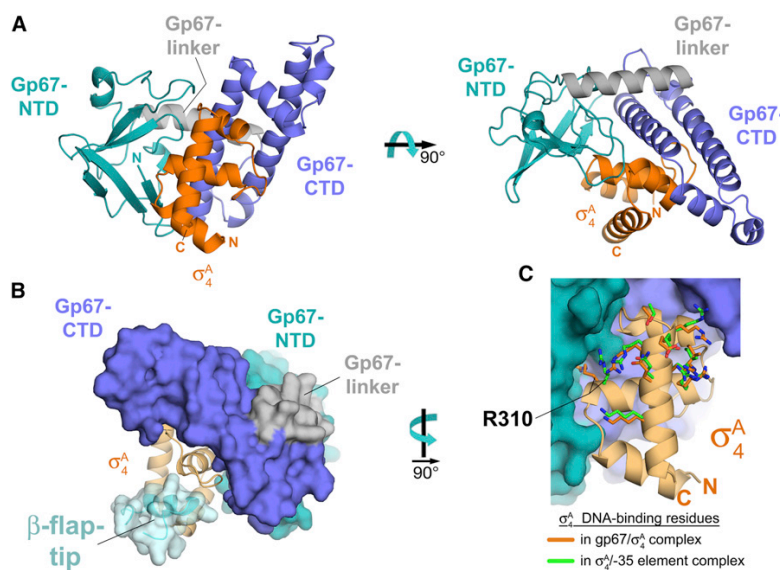 A
Gp67-
linker
Gp67-
NTD
N
Gp67-
CTD
C
N
σ₄ᴬ
90°
Gp67-
linker
Gp67-
NTD
Gp67-
CTD
σ₄ᴬ
N
C
B
Gp67-
CTD
Gp67-
NTD
Gp67-
linker
σ₄ᴬ
β-flap-
tip
90°
C
R310
σ₄ᴬ
C N
σ₄ᴬ DNA-binding residues
in gp67/σ₄ᴬ complex
in σ₄ᴬ/-35 element complex